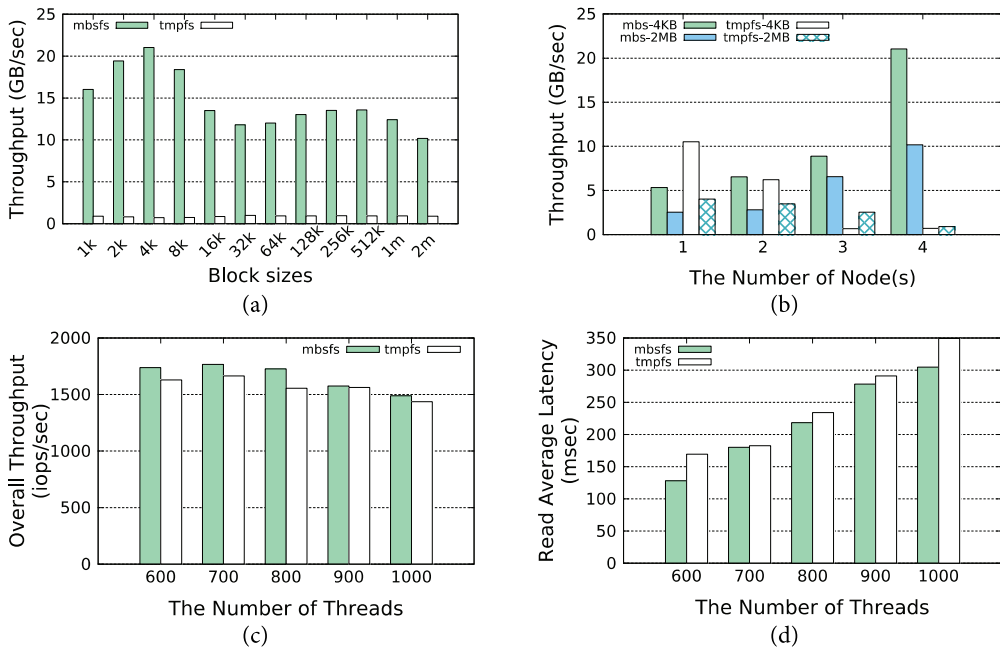 mbsfs tmpfs
Throughput (GB/sec)
25
20
15
10
5
0
1k 2k 4k 8k 16k 32k 64k 128k 256k 512k 1m 2m
Block sizes
(a)
mbs-4KB tmpfs-4KB
mbs-2MB tmpfs-2MB
Throughput (GB/sec)
25
20
15
10
5
0
1 2 3 4
The Number of Node(s)
(b)
mbsfs tmpfs
Overall Throughput
(iops/sec)
2000
1500
1000
500
0
600 700 800 900 1000
The Number of Threads
(c)
mbsfs
tmpfs
Read Average Latency
(msec)
350
300
250
200
150
100
50
0
600 700 800 900 1000
The Number of Threads
(d)